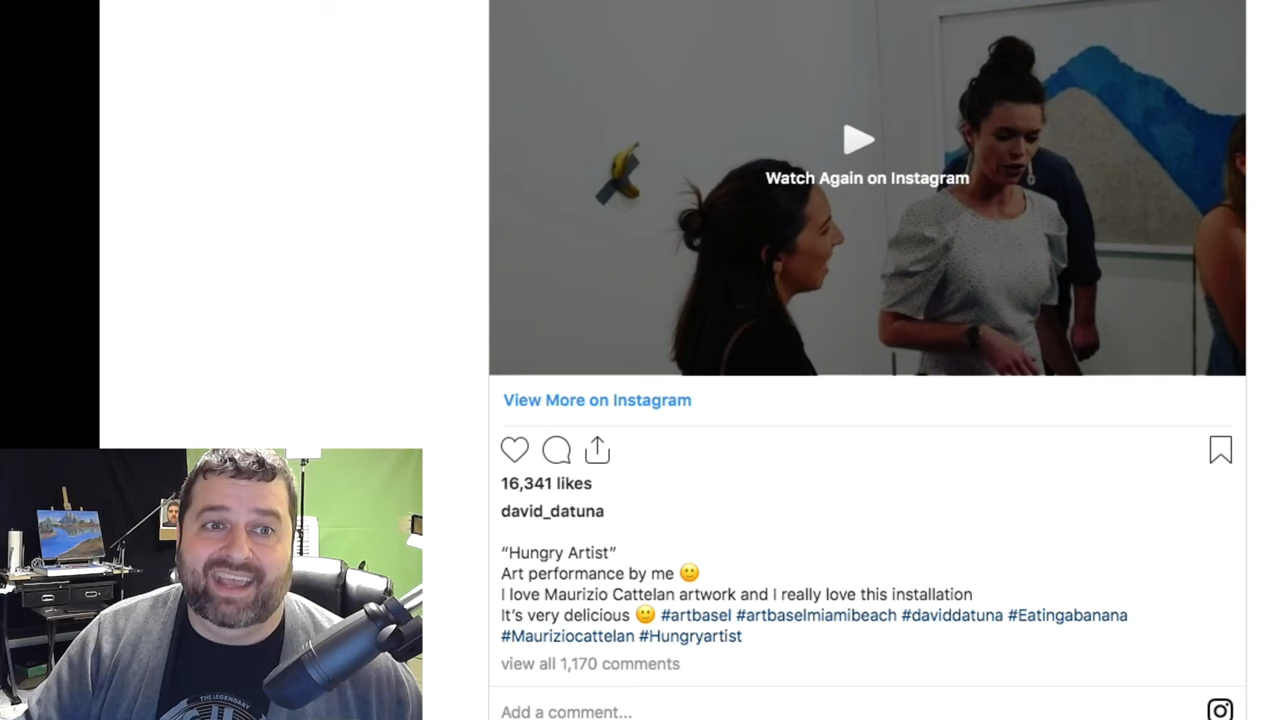 Watch Again on Instagram
View More on Instagram
16,341 likes
david_datuna
“Hungry Artist”
Art performance by me 🙂
I love Maurizio Cattelan artwork and I really love this installation
It’s very delicious 🙂 #artbasel #artbaselmiamibeach #daviddatuna #Eatingabanana
#Mauriziocattelan #Hungryartist
view all 1,170 comments
Add a comment...
THE LEGENDARY